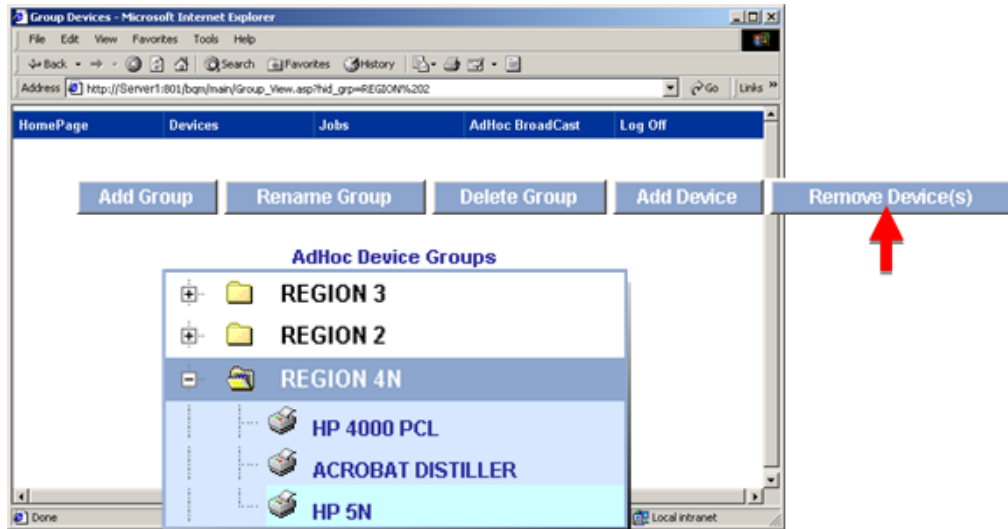 Group Devices - Microsoft Internet Explorer
File Edit View Favorites Tools Help
Back Search Favorites History
Address http://Server1:801/bqm/main/Group_View.asp?hid_grp=REGION%202 Go Links »
HomePage Devices Jobs AdHoc BroadCast Log Off
Add Group Rename Group Delete Group Add Device Remove Device(s)
AdHoc Device Groups
REGION 3
REGION 2
REGION 4N
HP 4000 PCL
ACROBAT DISTILLER
HP 5N
Done Local intranet